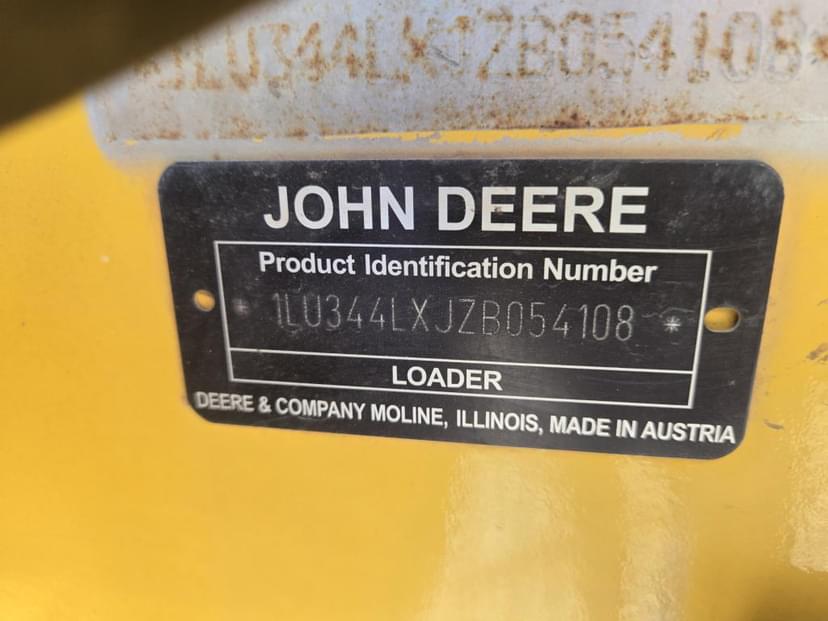 *1LU344LXJZB054108*
JOHN DEERE
Product Identification Number
* 1LU344LXJZB054108 *
LOADER
DEERE & COMPANY MOLINE, ILLINOIS, MADE IN AUSTRIA